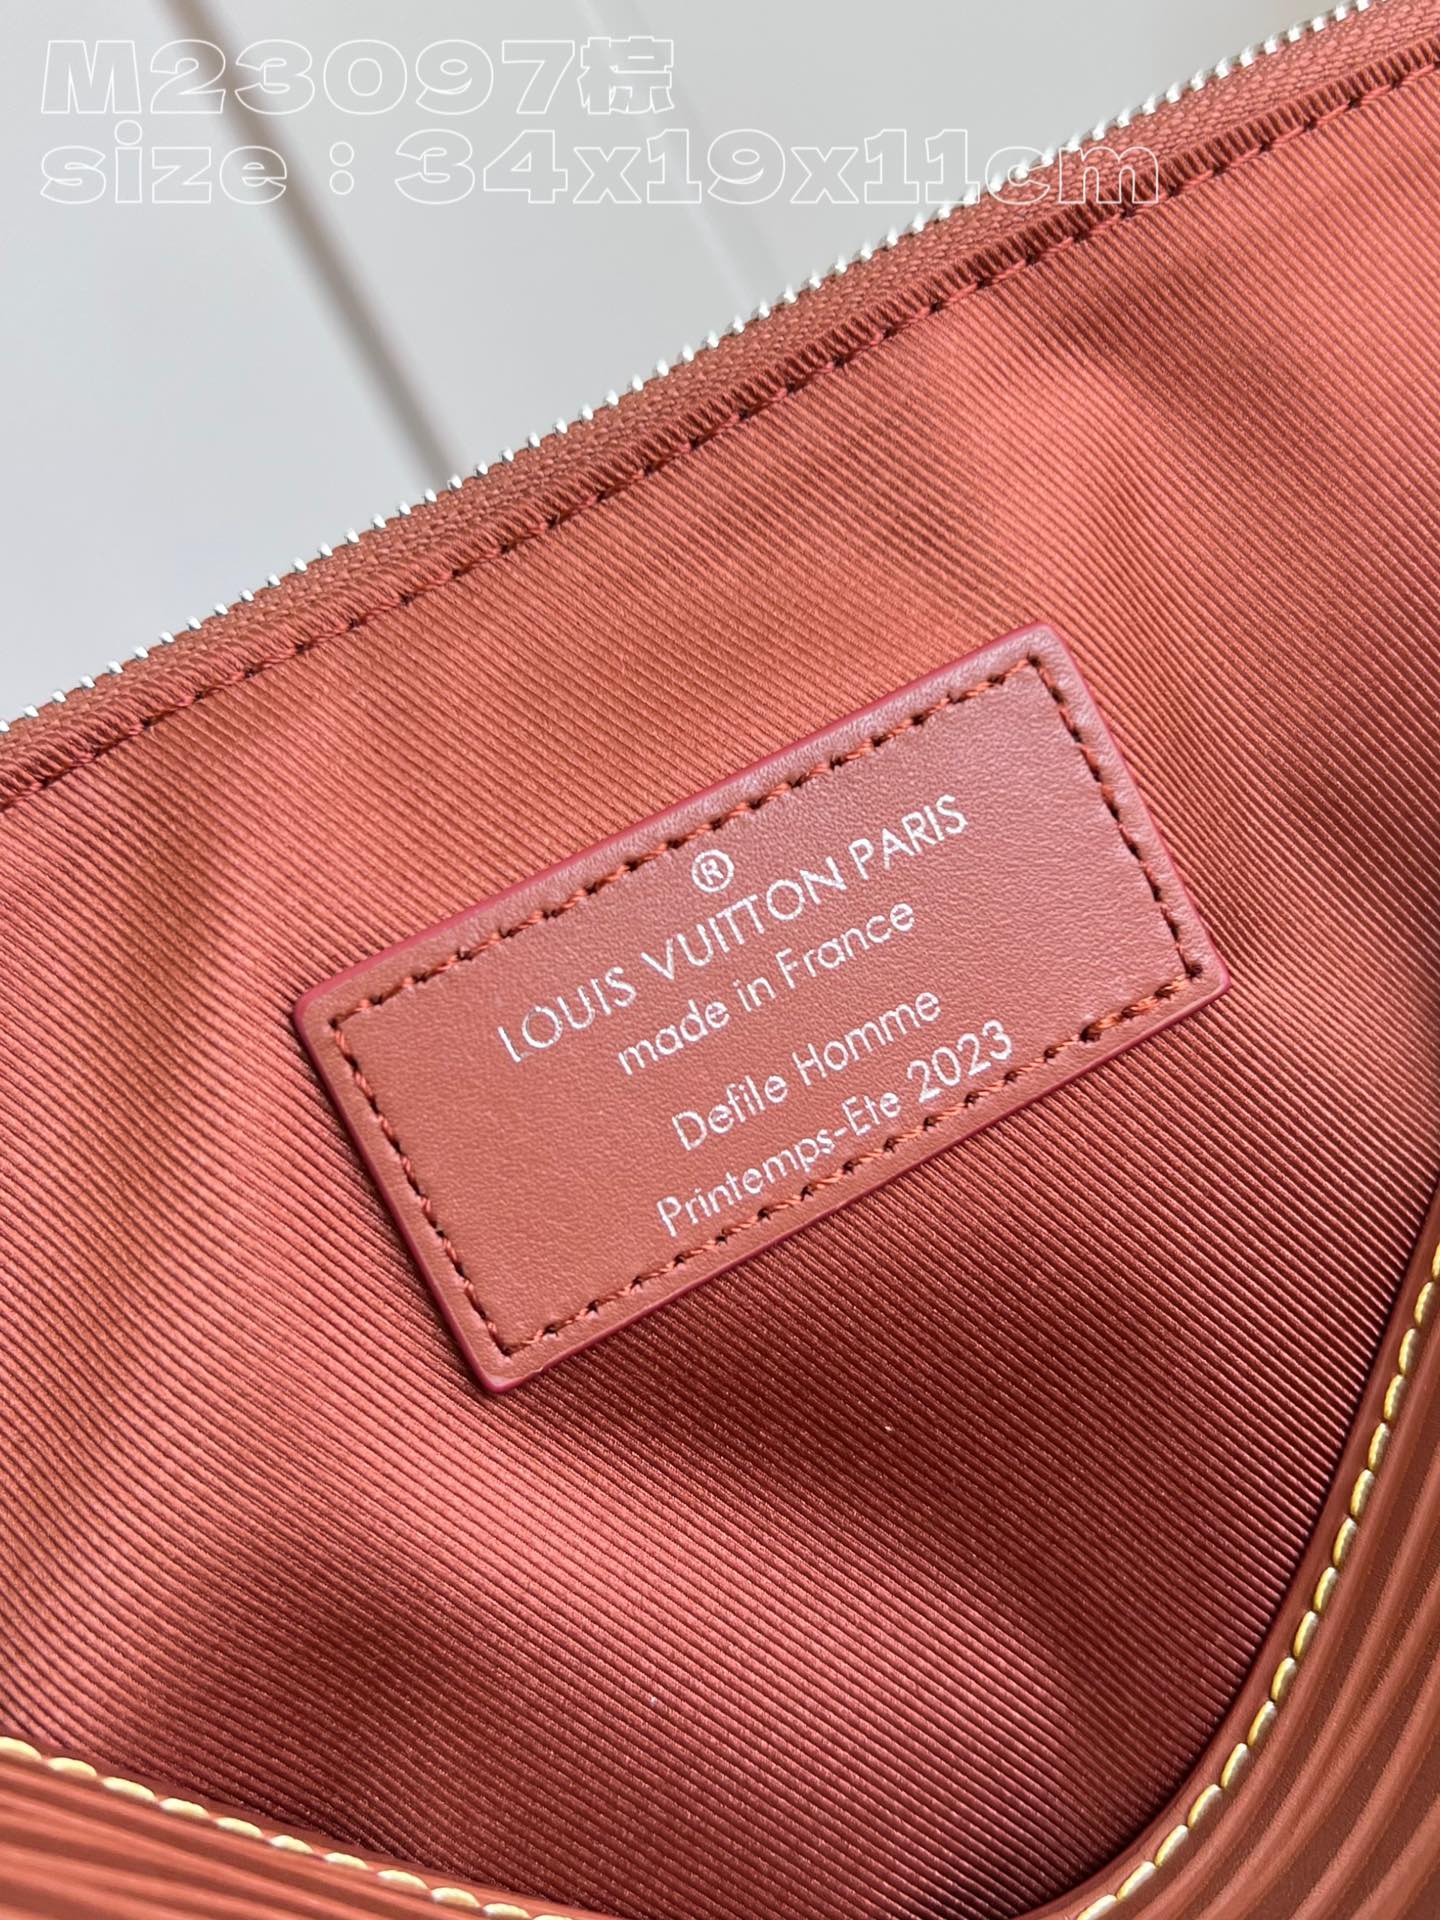 M23097棕
size：34x19x11cm
®
LOUIS VUITTON PARIS
made in France
Defile Homme
Printemps-Ete 2023